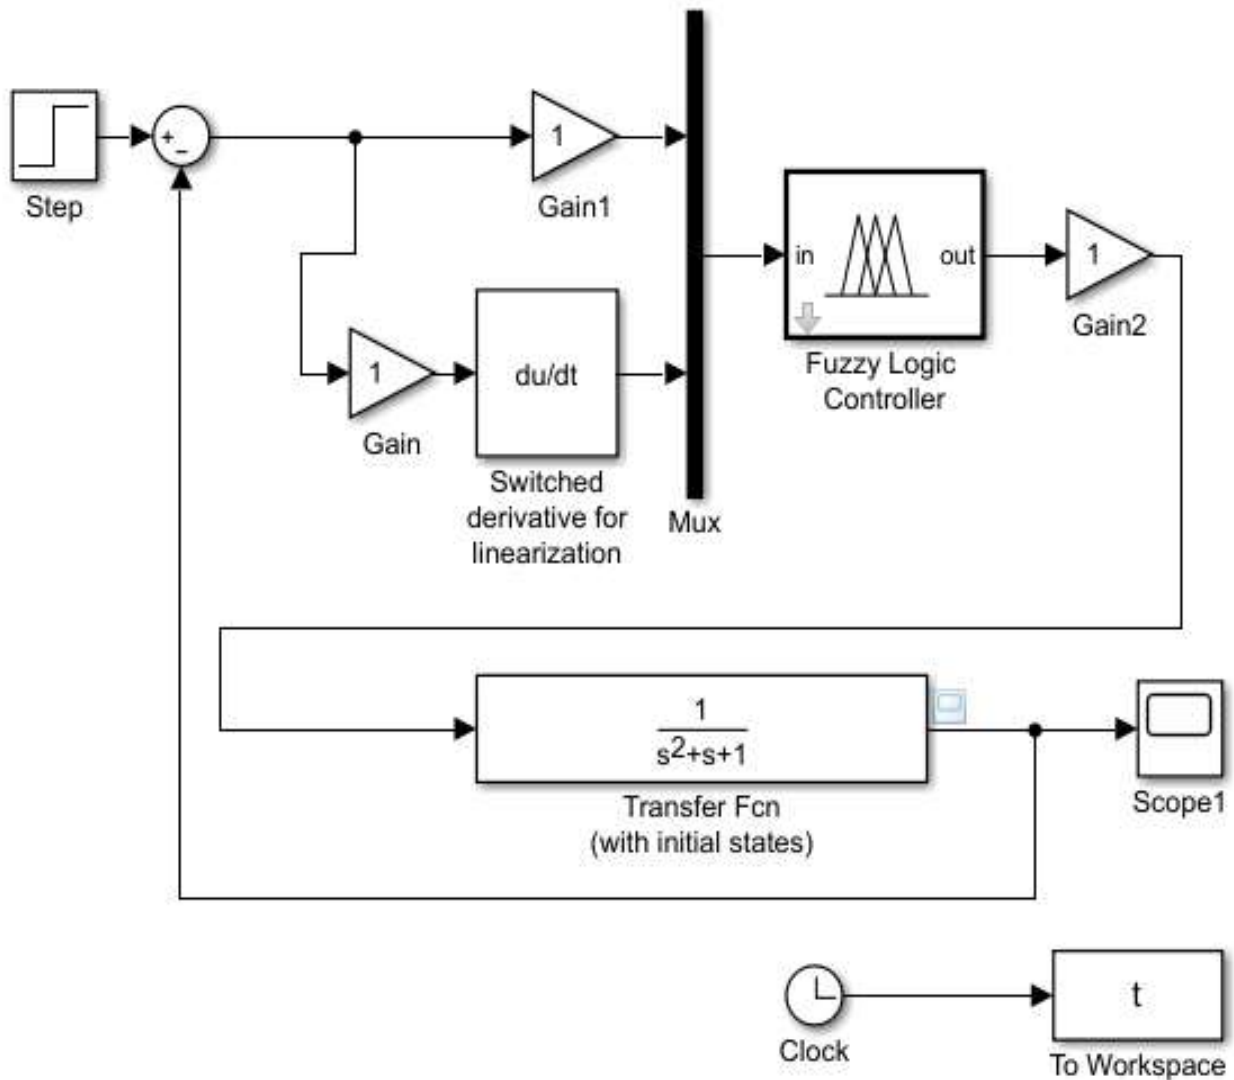 +
−
Step
1
Gain1
1
Gain
du/dt
Switched
derivative for
linearization
Mux
in
out
Fuzzy Logic
Controller
1
Gain2
1
s²+s+1
Transfer Fcn
(with initial states)
Scope1
Clock
t
To Workspace